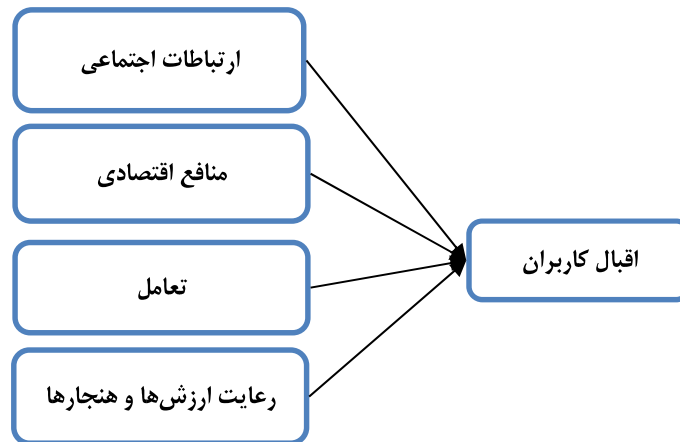 ارتباطات اجتماعی
منافع اقتصادی
تعامل
رعایت ارزش‌ها و هنجارها
اقبال کاربران